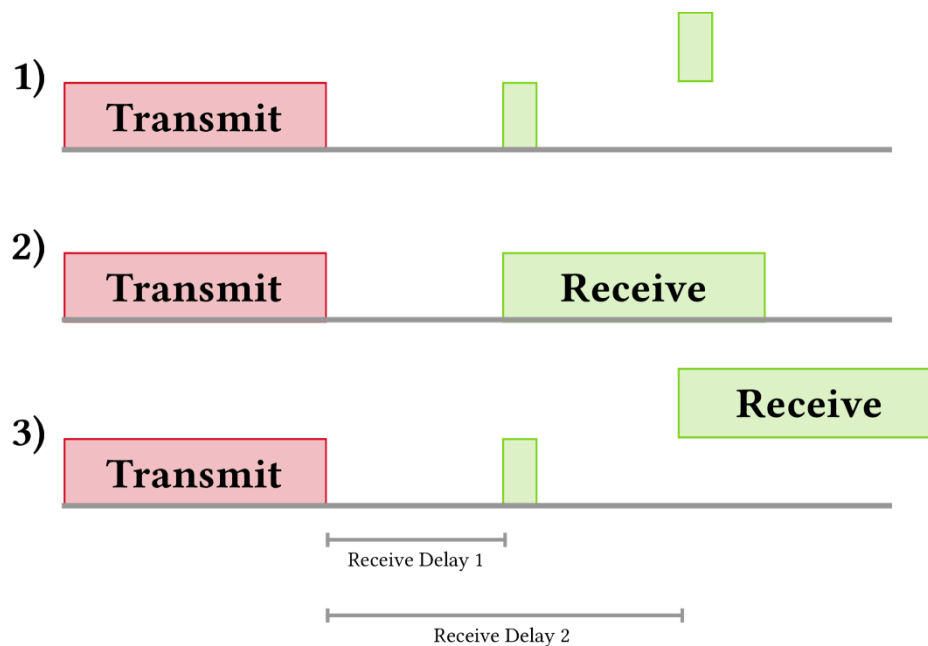 1)
Transmit
2)
Transmit
Receive
Receive
3)
Transmit
Receive Delay 1
Receive Delay 2